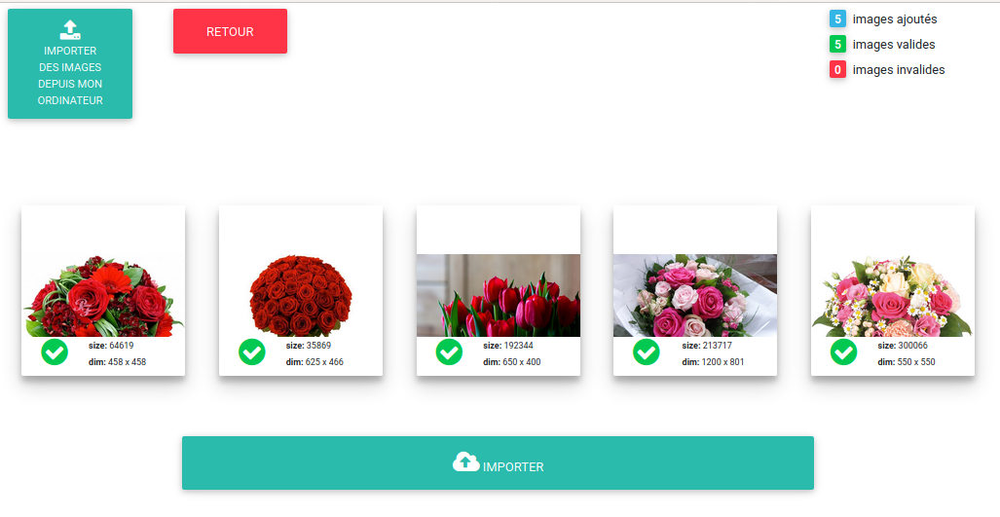 IMPORTER
DES IMAGES
DEPUIS MON
ORDINATEUR
RETOUR
5 images ajoutés
5 images valides
0 images invalides
size: 64619
dim: 458 x 458
size: 35869
dim: 625 x 466
size: 192344
dim: 650 x 400
size: 213717
dim: 1200 x 801
size: 300066
dim: 550 x 550
IMPORTER